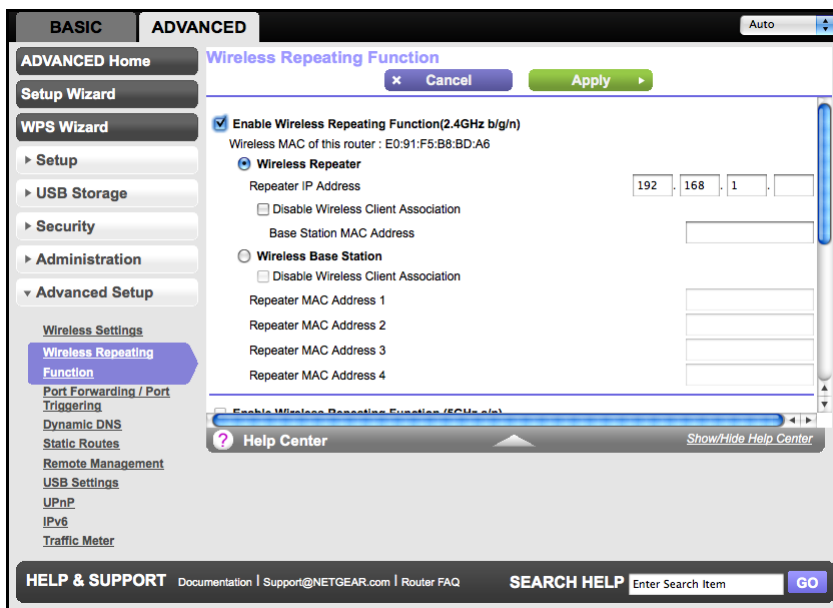 BASIC
ADVANCED
Auto
ADVANCED Home
Setup Wizard
WPS Wizard
Setup
USB Storage
Security
Administration
Advanced Setup
Wireless Settings
Wireless Repeating
Function
Port Forwarding / Port
Triggering
Dynamic DNS
Static Routes
Remote Management
USB Settings
UPnP
IPv6
Traffic Meter
Wireless Repeating Function
× Cancel
Apply
Enable Wireless Repeating Function(2.4GHz b/g/n)
Wireless MAC of this router : E0:91:F5:B8:BD:A6
Wireless Repeater
Repeater IP Address
192 . 168 . 1 .
Disable Wireless Client Association
Base Station MAC Address
Wireless Base Station
Disable Wireless Client Association
Repeater MAC Address 1
Repeater MAC Address 2
Repeater MAC Address 3
Repeater MAC Address 4
Enable Wireless Repeating Function (5GHz a/n)
? Help Center
Show/Hide Help Center
HELP & SUPPORT Documentation | Support@NETGEAR.com | Router FAQ
SEARCH HELP Enter Search Item GO